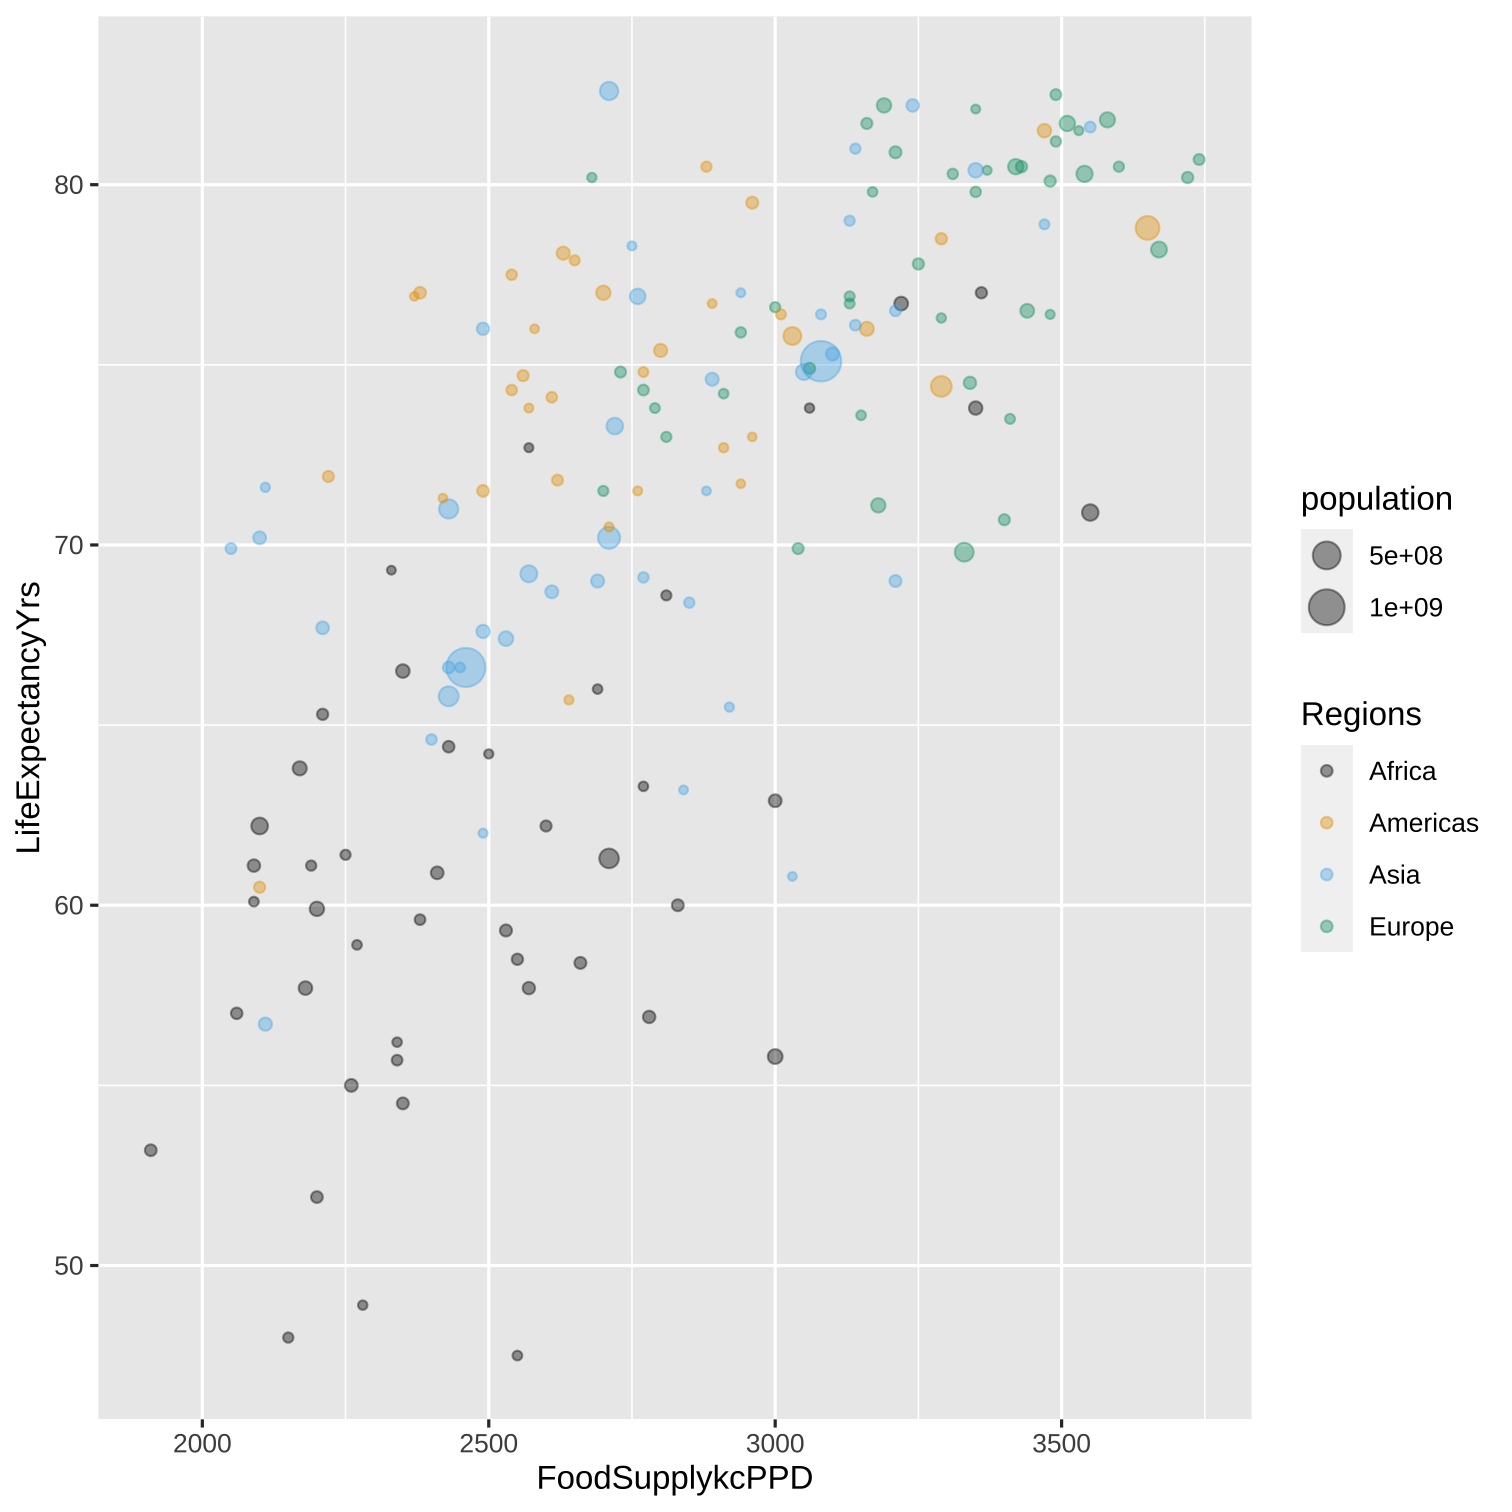 80
70
60
50
LifeExpectancyYrs
2000 2500 3000 3500
FoodSupplykcPPD
population
5e+08
1e+09
Regions
Africa
Americas
Asia
Europe